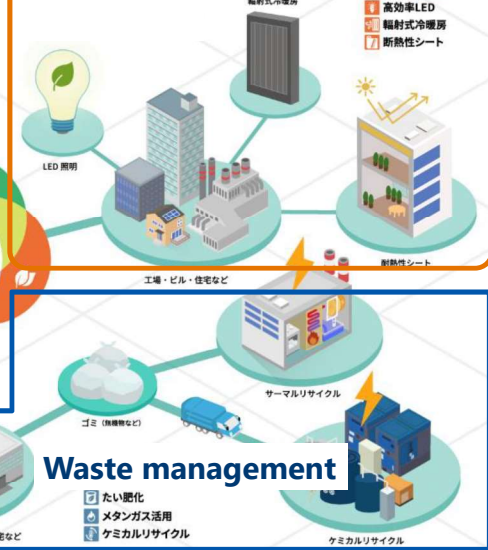 輻射式冷暖房
高効率LED
輻射式冷暖房
断熱性シート
LED 照明
工場・ビル・住宅など
耐熱性シート
サーマルリサイクル
ゴミ（無機物など）
Waste management
たい肥化
メタンガス活用
ケミカルリサイクル
宅など
ケミカルリサイクル